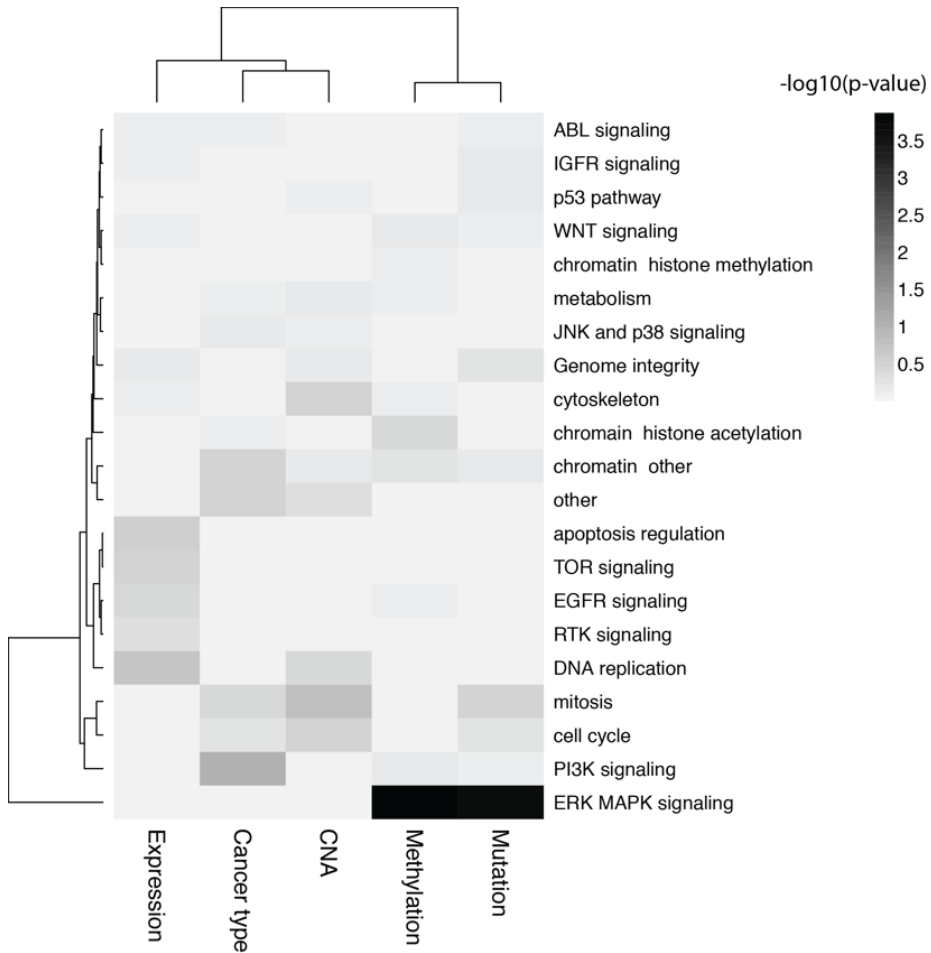 -log10(p-value)
3.5
3
2.5
2
1.5
1
0.5
ABL signaling
IGFR signaling
p53 pathway
WNT signaling
chromatin histone methylation
metabolism
JNK and p38 signaling
Genome integrity
cytoskeleton
chromain histone acetylation
chromatin other
other
apoptosis regulation
TOR signaling
EGFR signaling
RTK signaling
DNA replication
mitosis
cell cycle
PI3K signaling
ERK MAPK signaling
Expression
Cancer type
CNA
Methylation
Mutation